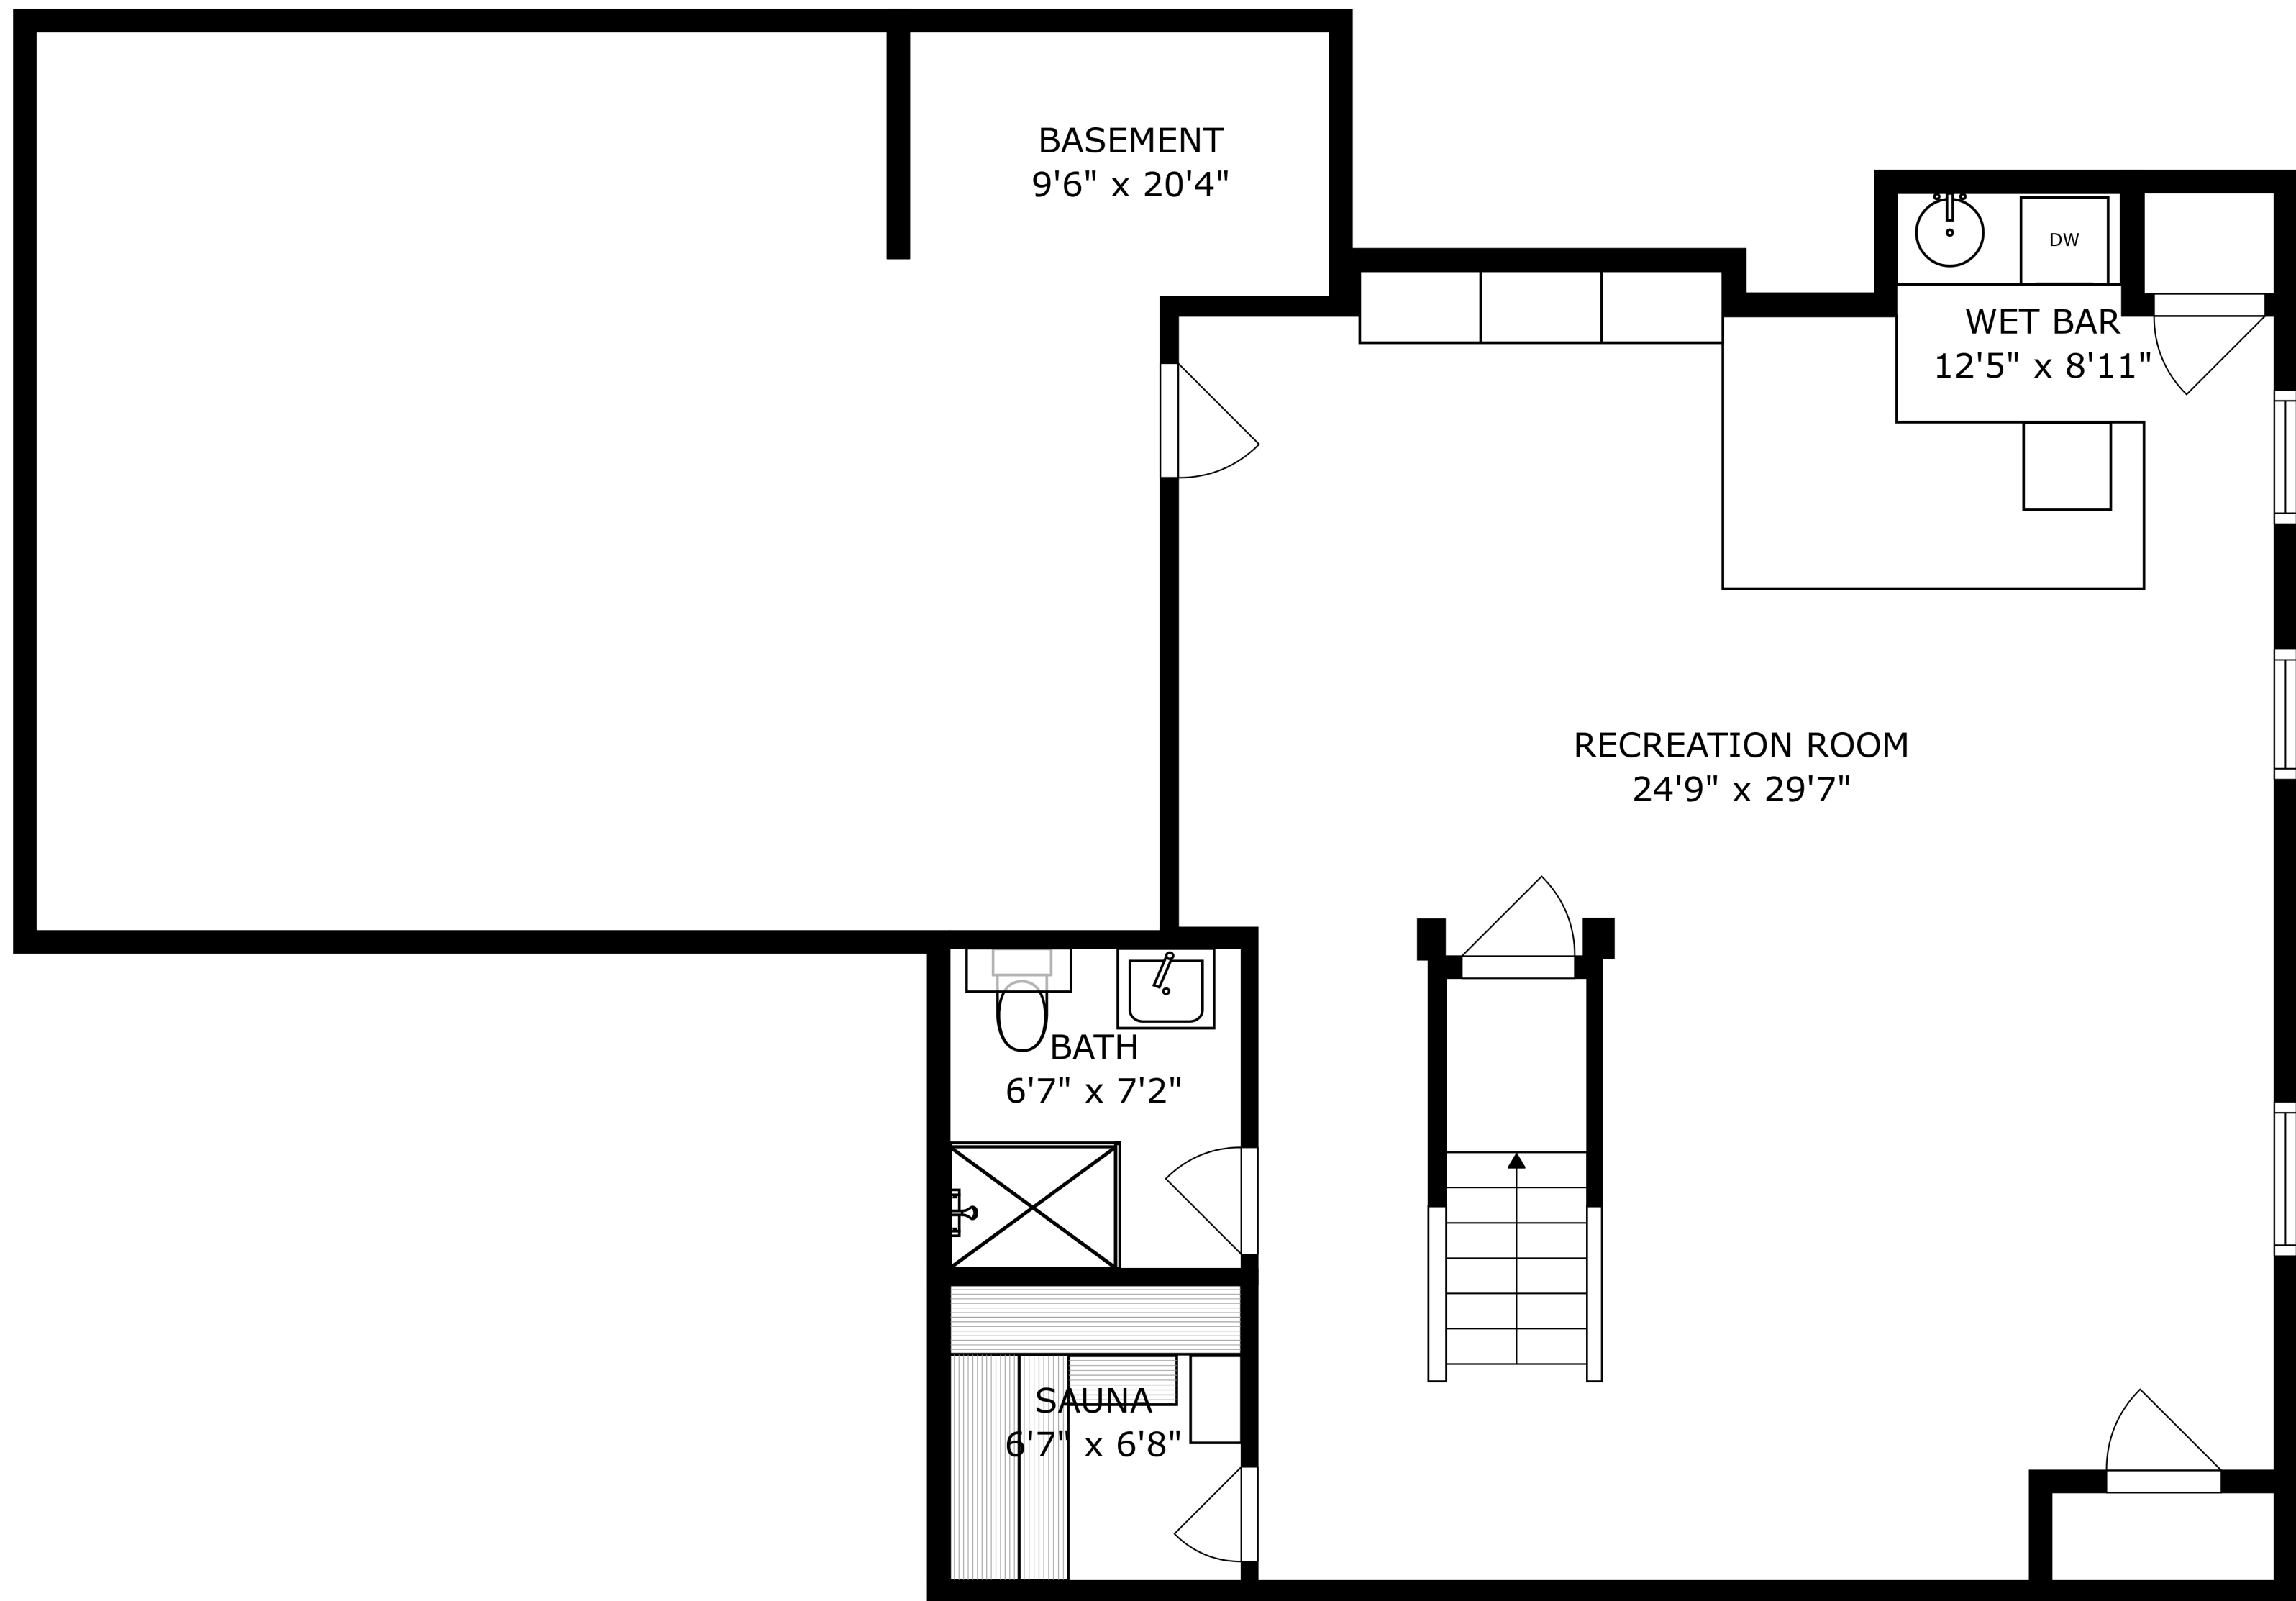 BASEMENT
9'6" x 20'4"
DW
WET BAR
12'5" x 8'11"
RECREATION ROOM
24'9" x 29'7"
BATH
6'7" x 7'2"
SAUNA
6'7" x 6'8"